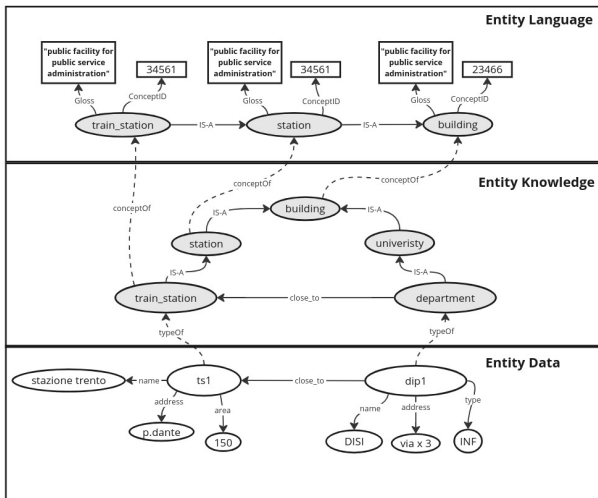 Entity Language
"public facility for
public service
administration"
34561
"public facility for
public service
administration"
34561
"public facility for
public service
administration"
23466
Gloss
ConceptID
Gloss
ConceptID
Gloss
ConceptID
train_station
IS-A
station
IS-A
building
Entity Knowledge
conceptOf
conceptOf
conceptOf
building
IS-A
IS-A
station
univeristy
IS-A
IS-A
train_station
close_to
department
typeOf
typeOf
Entity Data
stazione trento
name
ts1
close_to
dip1
address
area
name
address
type
p.dante
150
DISI
via x 3
INF